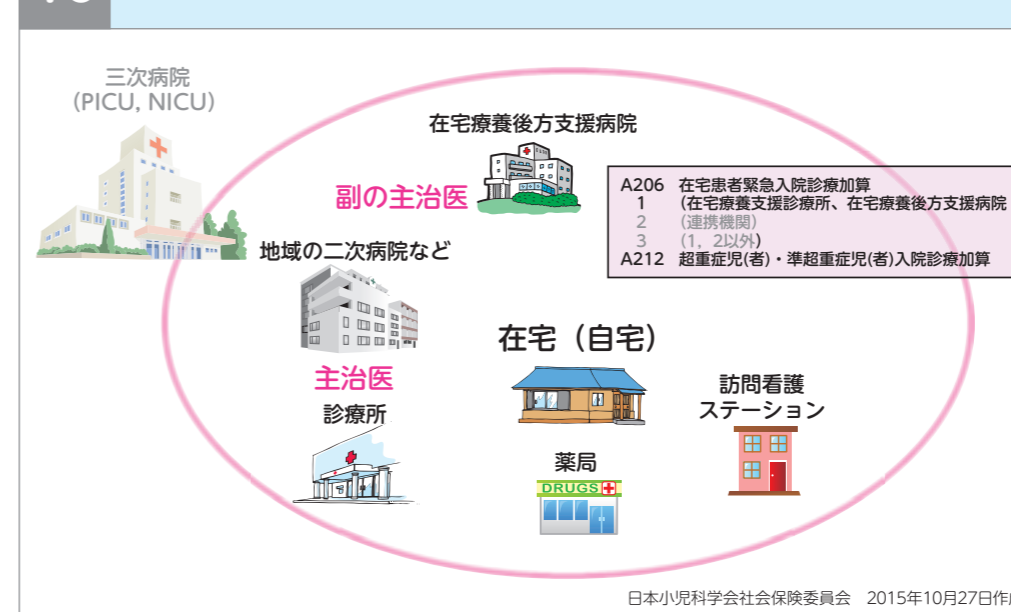 三次病院
(PICU, NICU)
在宅療養後方支援病院
副の主治医
A206 在宅患者緊急入院診療加算
1 (在宅療養支援診療所、在宅療養後方支援病院
2 (連携機関)
3 (1, 2以外)
A212 超重症児(者)・準超重症児(者)入院診療加算
地域の二次病院など
在宅（自宅）
主治医
診療所
訪問看護
ステーション
薬局
DRUGS
日本小児科学会社会保険委員会 2015年10月27日作